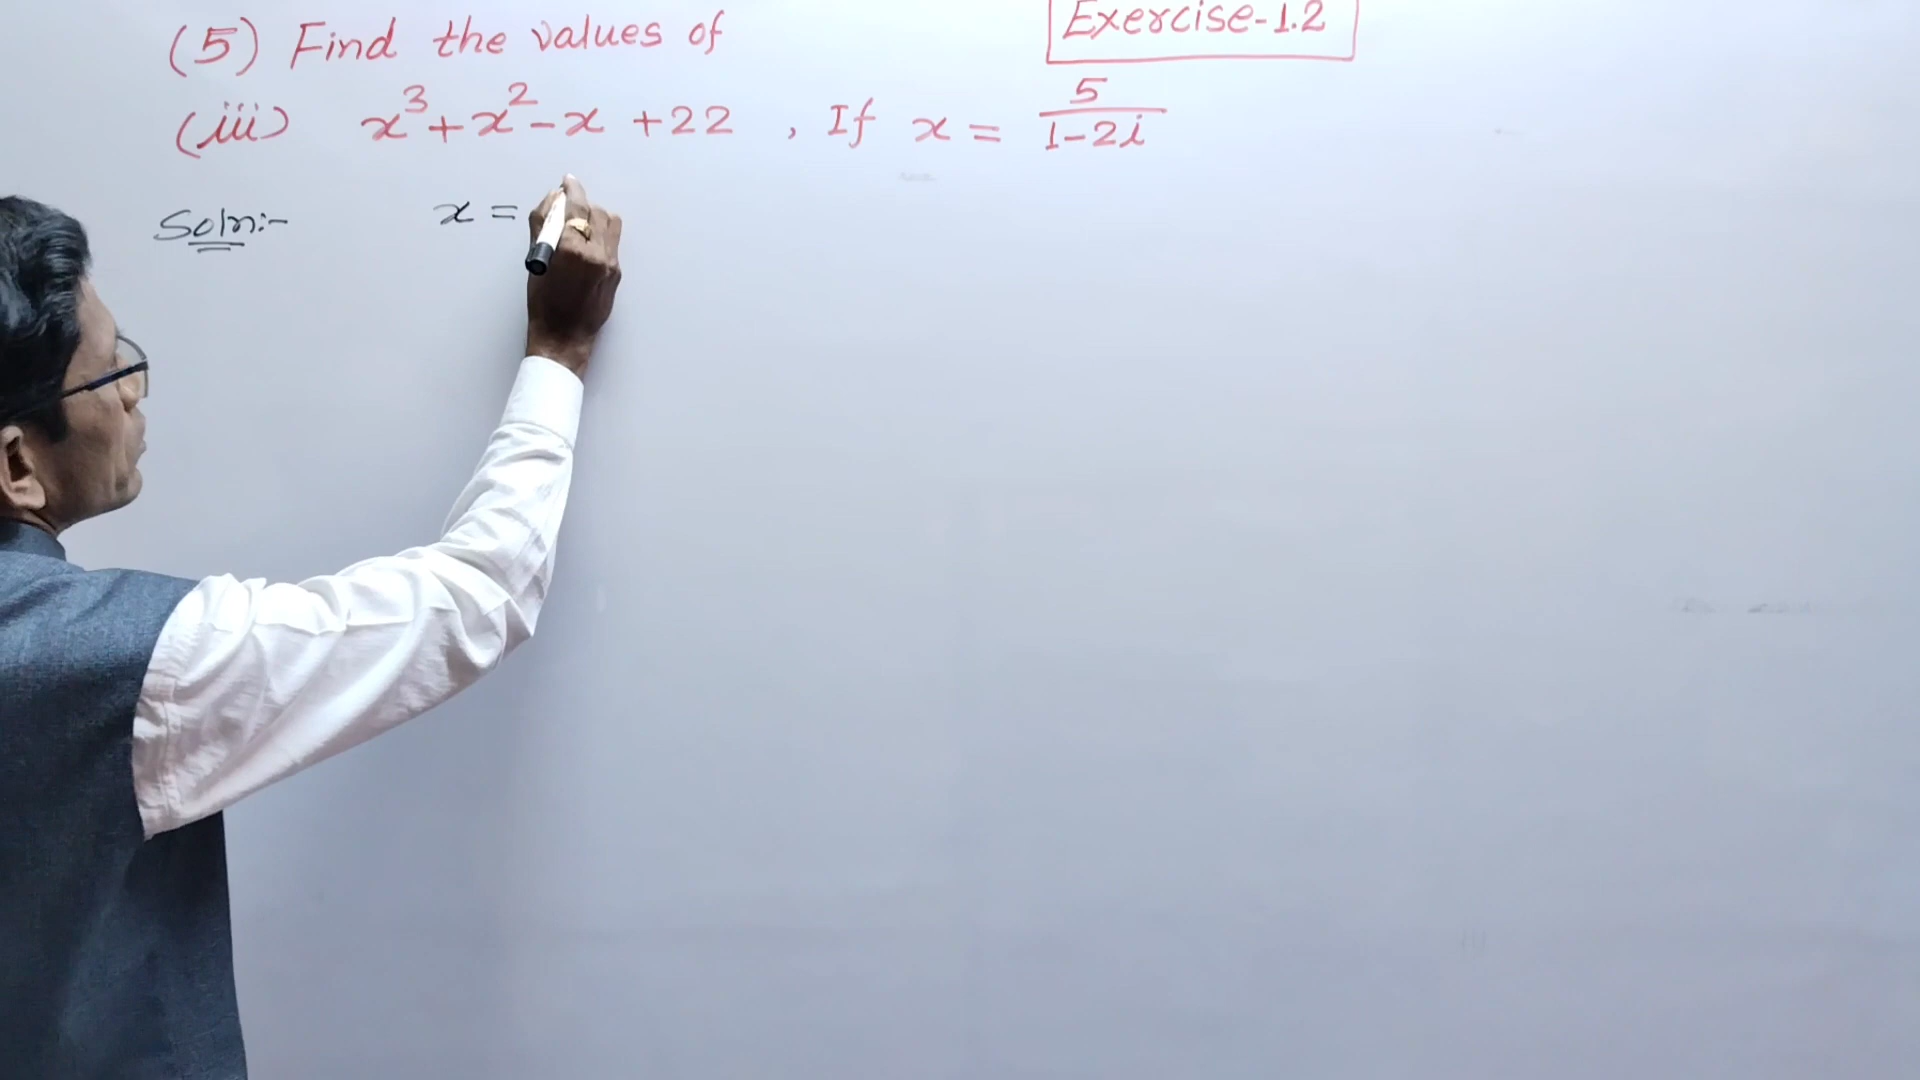 (5) Find the values of
Exercise-1.2
(iii) x³+x²-x+22, If x = 5/(1-2i)
Soln:-
x =